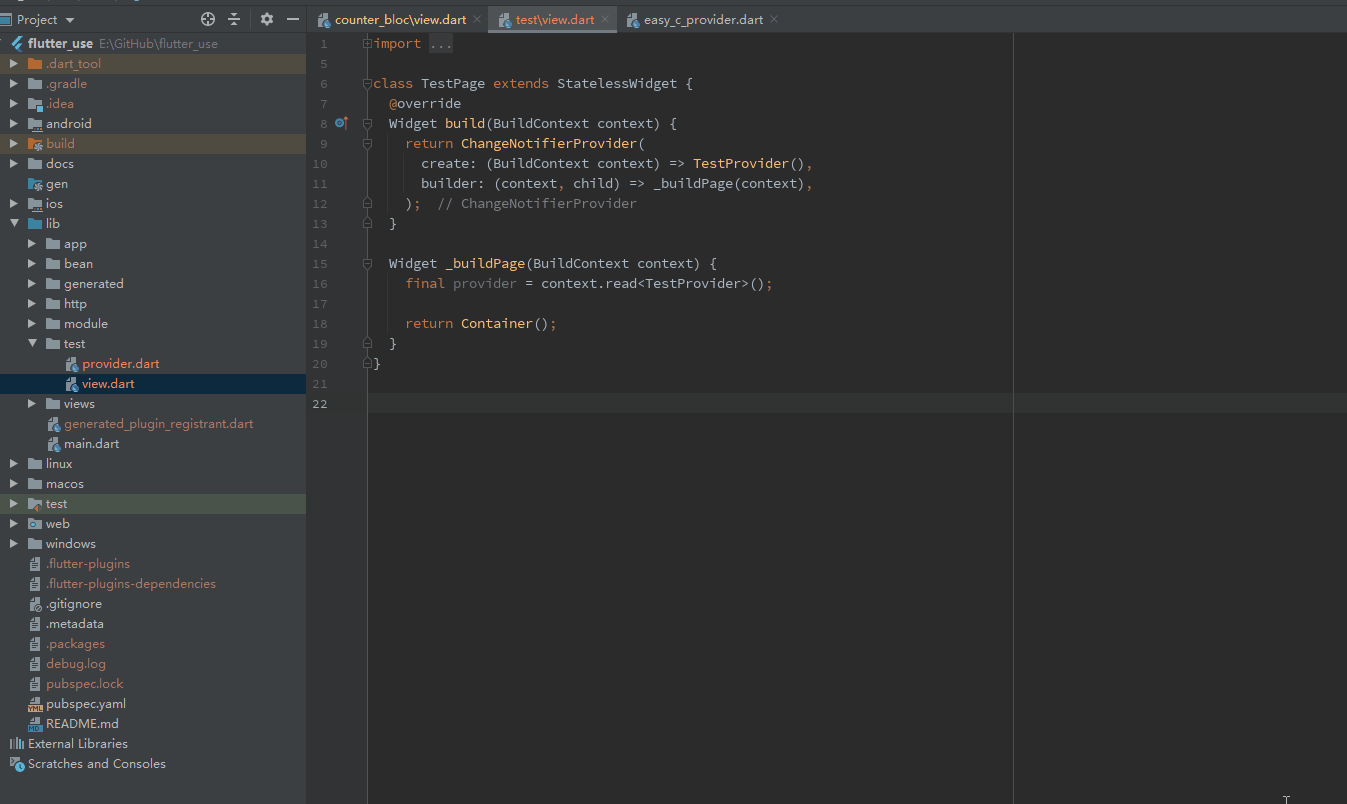 Project
flutter_use E:\GitHub\flutter_use
.dart_tool
.gradle
.idea
android
build
docs
gen
ios
lib
app
bean
generated
http
module
test
provider.dart
view.dart
views
generated_plugin_registrant.dart
main.dart
linux
macos
test
web
windows
.flutter-plugins
.flutter-plugins-dependencies
.gitignore
.metadata
.packages
debug.log
pubspec.lock
pubspec.yaml
README.md
External Libraries
Scratches and Consoles
counter_bloc\view.dart test\view.dart easy_c_provider.dart
1 import ...
5
6 class TestPage extends StatelessWidget {
7 @override
8 Widget build(BuildContext context) {
9 return ChangeNotifierProvider(
10 create: (BuildContext context) => TestProvider(),
11 builder: (context, child) => _buildPage(context),
12 ); // ChangeNotifierProvider
13 }
14
15 Widget _buildPage(BuildContext context) {
16 final provider = context.read<TestProvider>();
17
18 return Container();
19 }
20 }
21
22